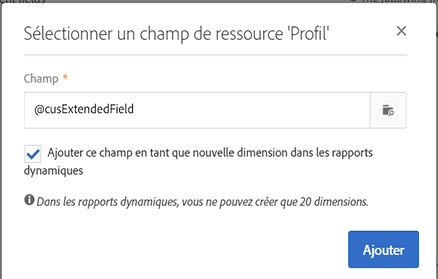 Sélectionner un champ de ressource 'Profil'
Champ *
@cusExtendedField
Ajouter ce champ en tant que nouvelle dimension dans les rapports
dynamiques
Dans les rapports dynamiques, vous ne pouvez créer que 20 dimensions.
Ajouter